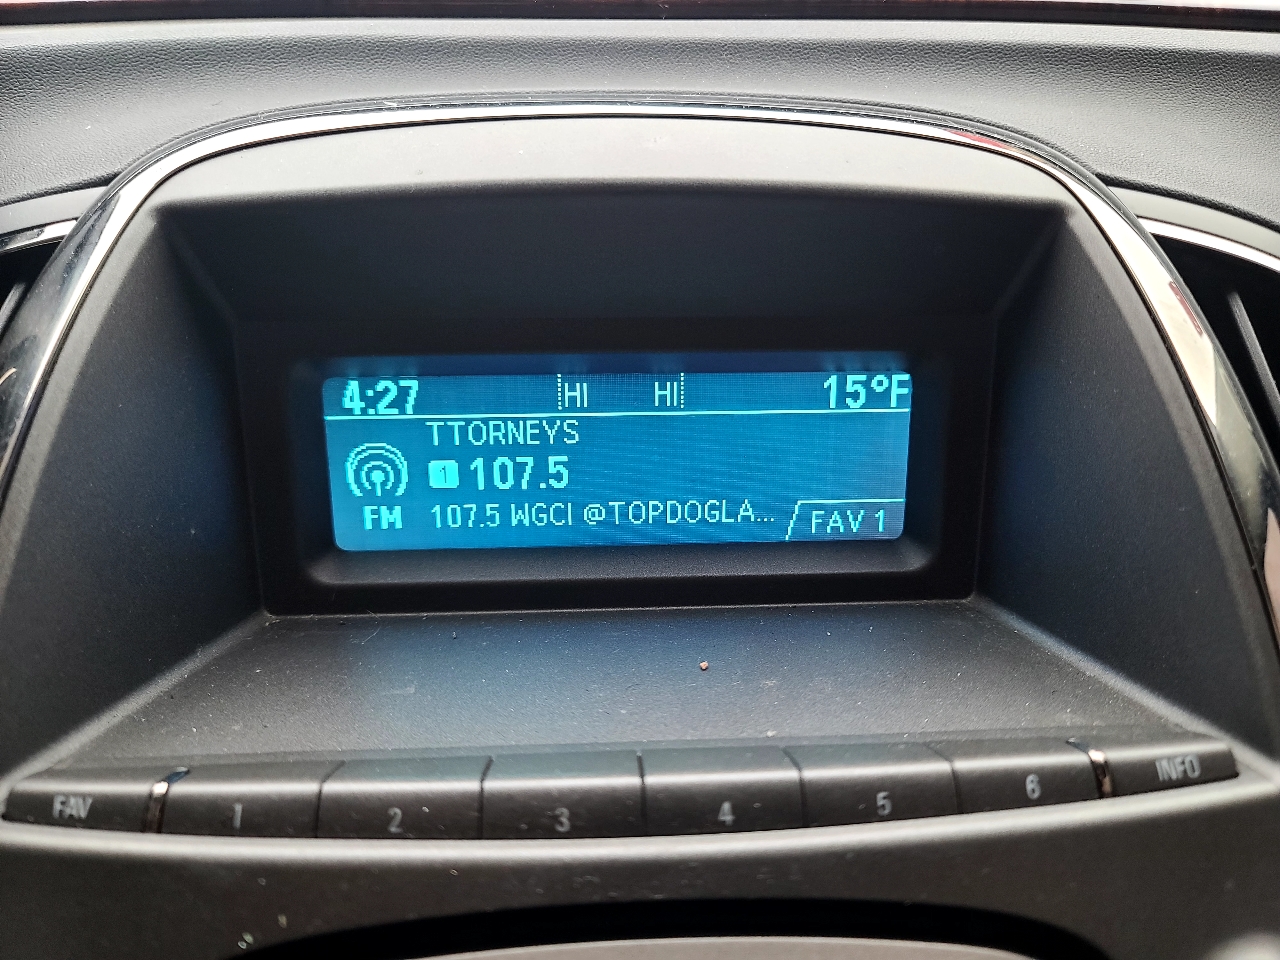 4:27 HI HI 15°F
TTORNEYS
1 107.5
FM 107.5 WGCI @TOPDOGLA... FAV 1
FAV 1 2 3 4 5 6 INFO